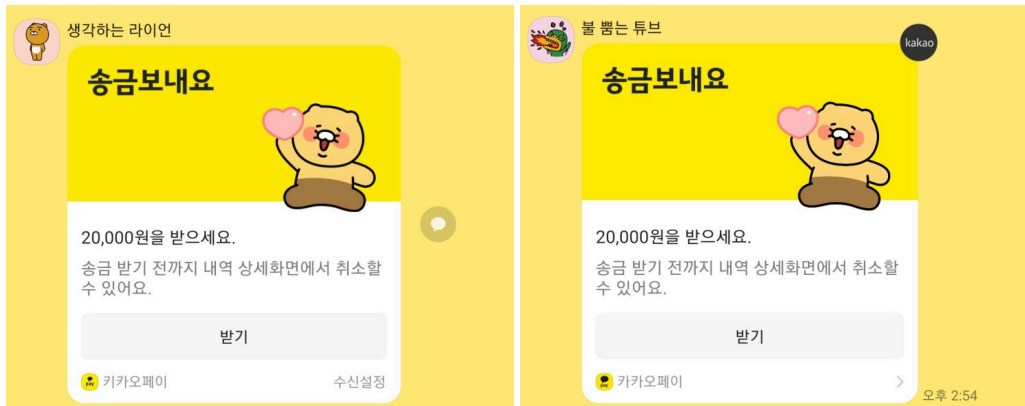 생각하는 라이언
송금보내요
20,000원을 받으세요.
송금 받기 전까지 내역 상세화면에서 취소할
수 있어요.
받기
pay 키카오페이
수신설정
불 뿜는 튜브
kakao
송금보내요
20,000원을 받으세요.
송금 받기 전까지 내역 상세화면에서 취소할
수 있어요.
받기
pay 카카오페이
오후 2:54